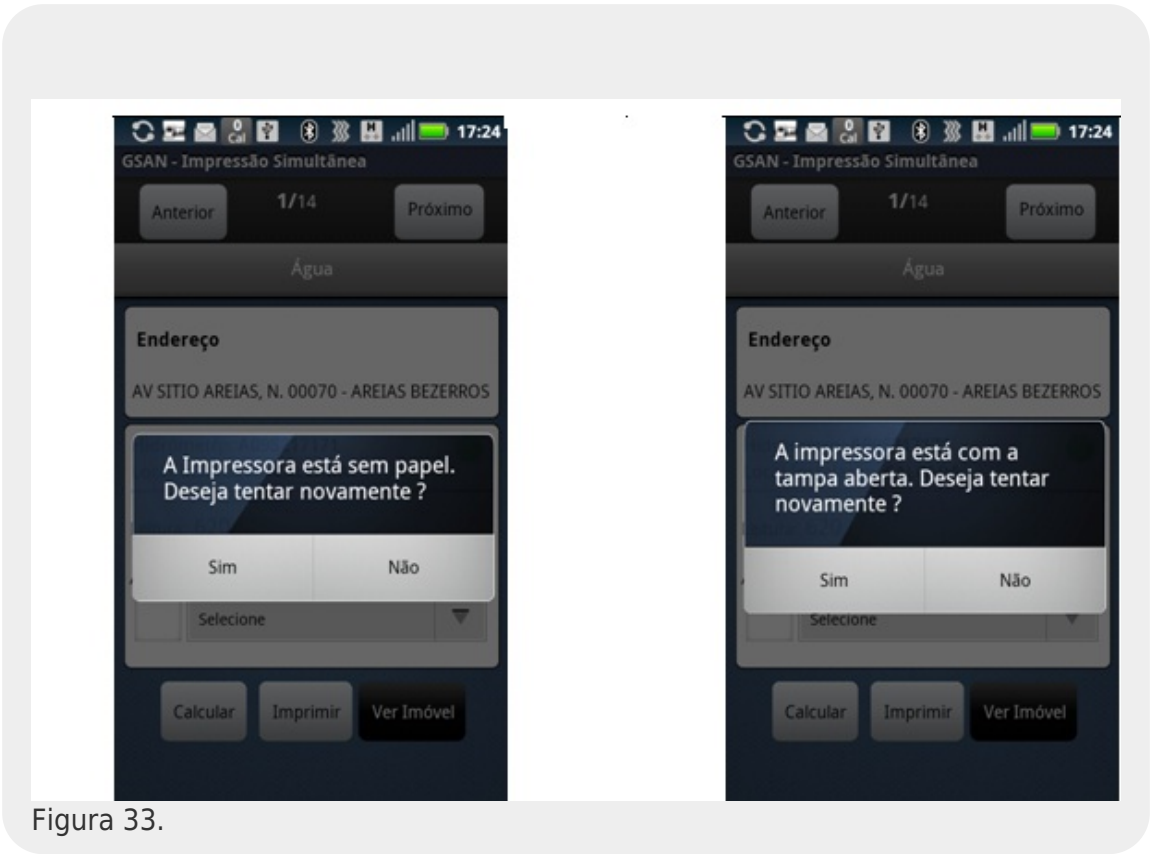 17:24
GSAN - Impressão Simultânea
Anterior 1/14 Próximo
Água
Endereço
AV SITIO AREIAS, N. 00070 - AREIAS BEZERROS
A Impressora está sem papel.
Deseja tentar novamente ?
Sim Não
Selecione
Calcular Imprimir Ver Imóvel
17:24
GSAN - Impressão Simultânea
Anterior 1/14 Próximo
Água
Endereço
AV SITIO AREIAS, N. 00070 - AREIAS BEZERROS
A impressora está com a
tampa aberta. Deseja tentar
novamente ?
Sim Não
Selecione
Calcular Imprimir Ver Imóvel
Figura 33.